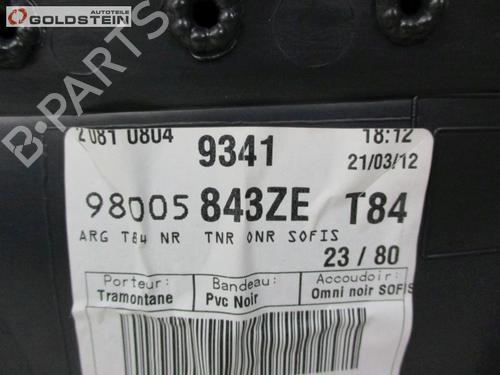 Autoteile
GOLDSTEIN
B-PARTS
2081 0804
9341
18:12
21/03/12
98005 843ZE T84
ARG T84 NR TNR ONR SOFIS
23 / 80
Porteur: Bandeau: Accoudoir:
Tramontane Pvc Noir Omni noir SOFIS